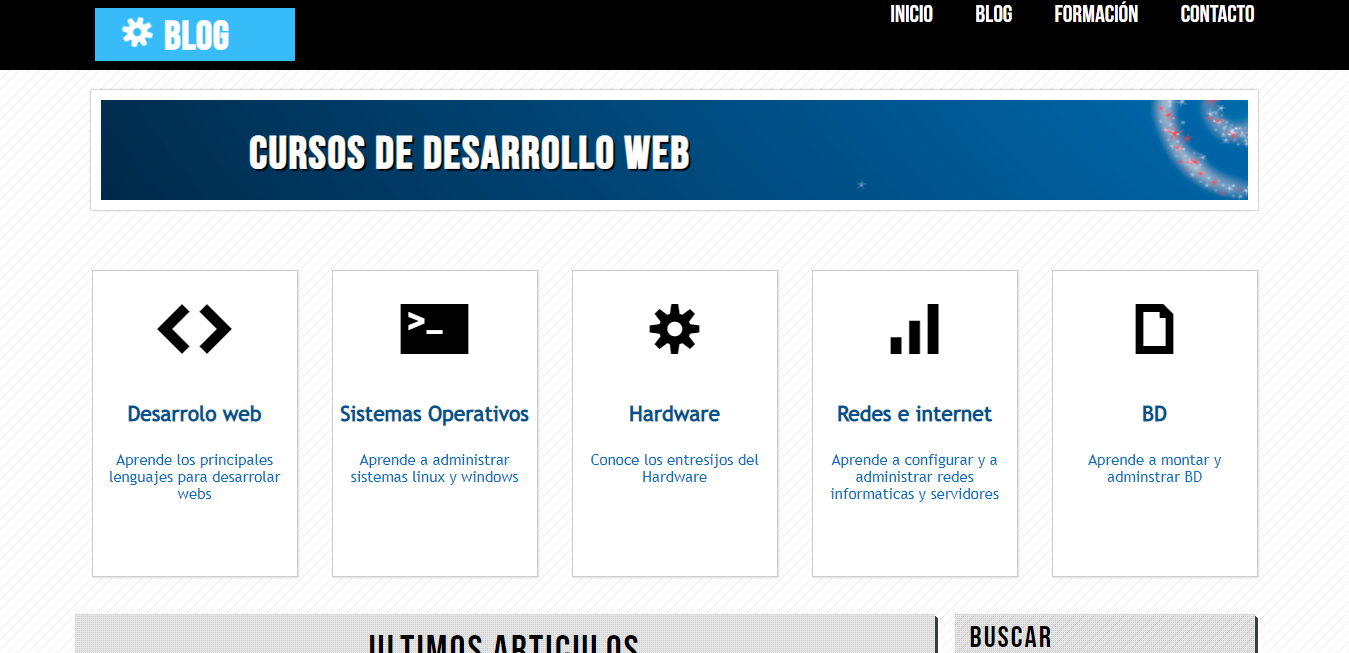 BLOG
INICIO BLOG FORMACIÓN CONTACTO
CURSOS DE DESARROLLO WEB
>_
Desarrolo web
Aprende los principales
lenguajes para desarrolar
webs
Sistemas Operativos
Aprende a administrar
sistemas linux y windows
Hardware
Conoce los entresijos del
Hardware
Redes e internet
Aprende a configurar y a
administrar redes
informaticas y servidores
BD
Aprende a montar y
adminstrar BD
ULTIMOS ARTICULOS
BUSCAR